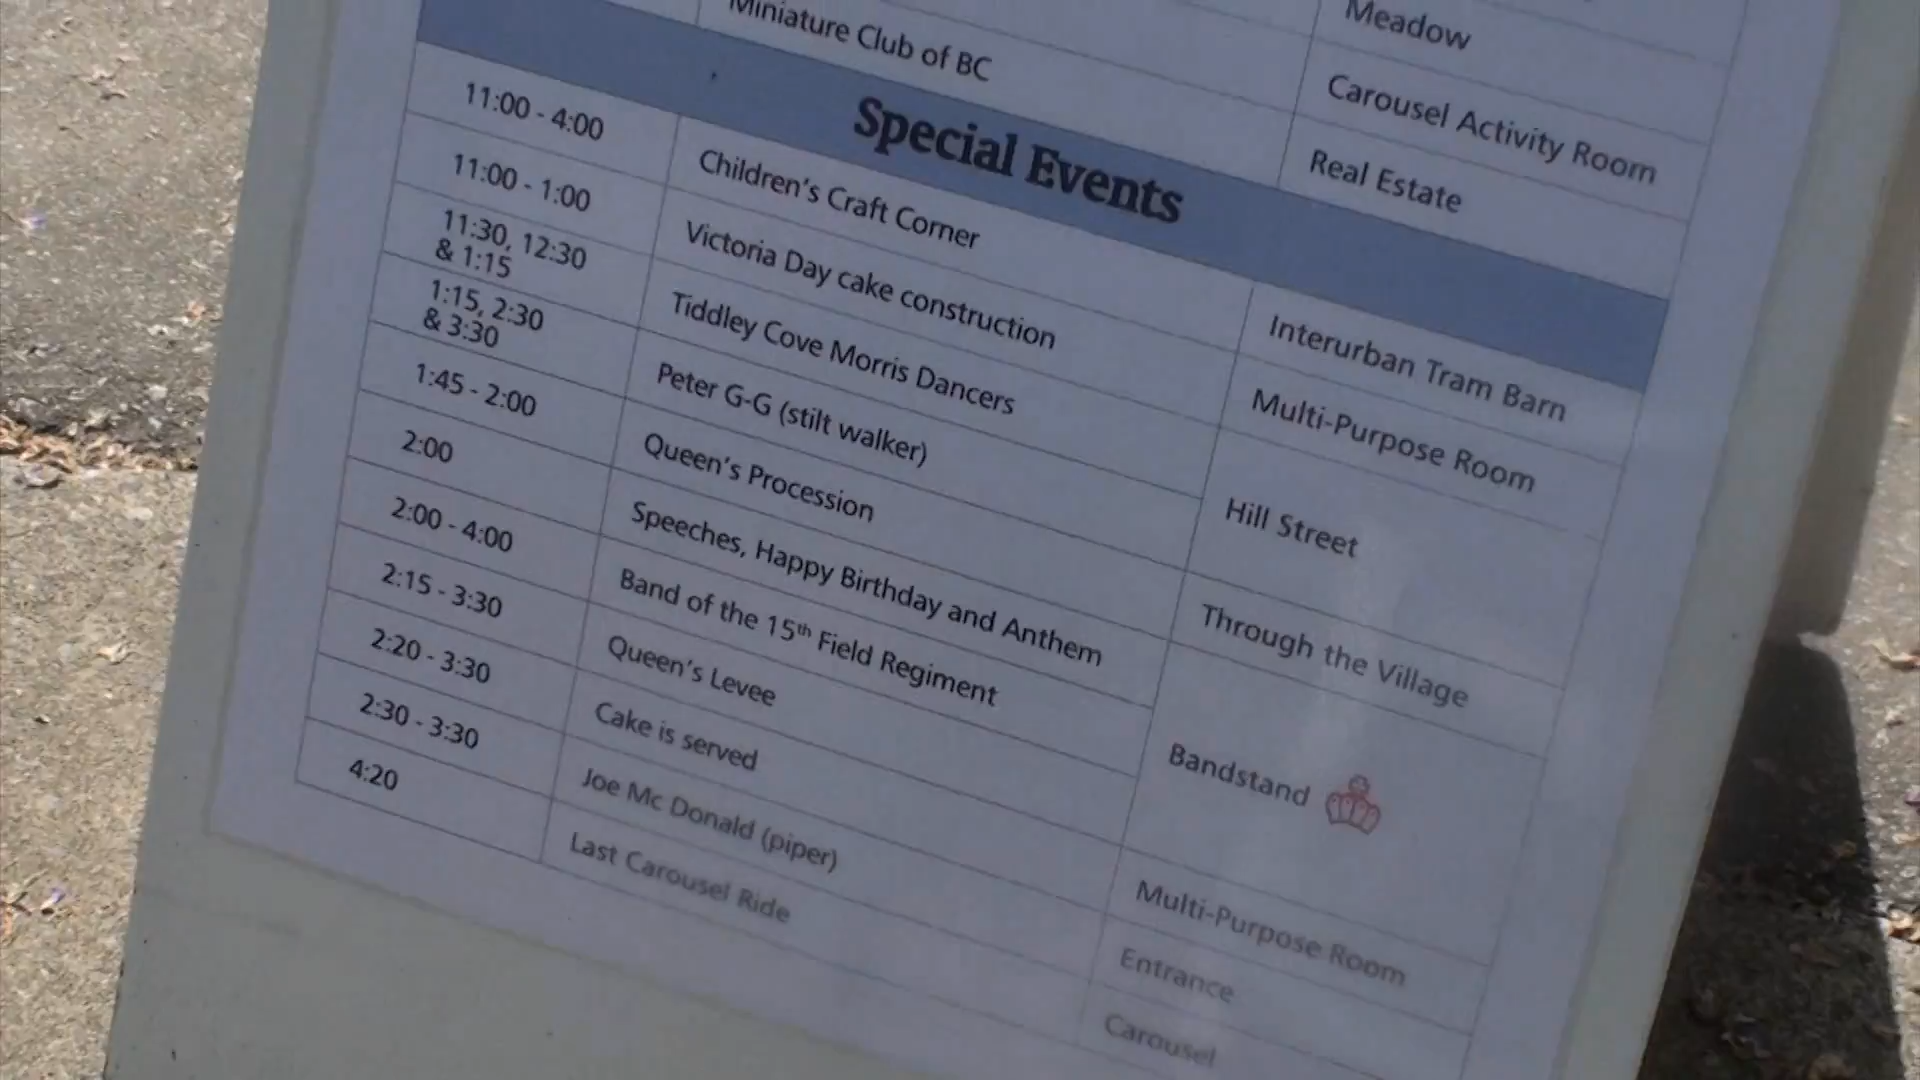 Meadow
Miniature Club of BC
Carousel Activity Room
Real Estate
Special Events
11:00 - 4:00 Children's Craft Corner Interurban Tram Barn
11:00 - 1:00 Victoria Day cake construction Multi-Purpose Room
11:30, 12:30
& 1:15 Tiddley Cove Morris Dancers Hill Street
1:15, 2:30
& 3:30 Peter G-G (stilt walker)
1:45 - 2:00 Queen's Procession Through the Village
2:00 Speeches, Happy Birthday and Anthem Bandstand
2:00 - 4:00 Band of the 15th Field Regiment
2:15 - 3:30 Queen's Levee
2:20 - 3:30 Cake is served Multi-Purpose Room
2:30 - 3:30 Joe Mc Donald (piper) Entrance
4:20 Last Carousel Ride Carousel